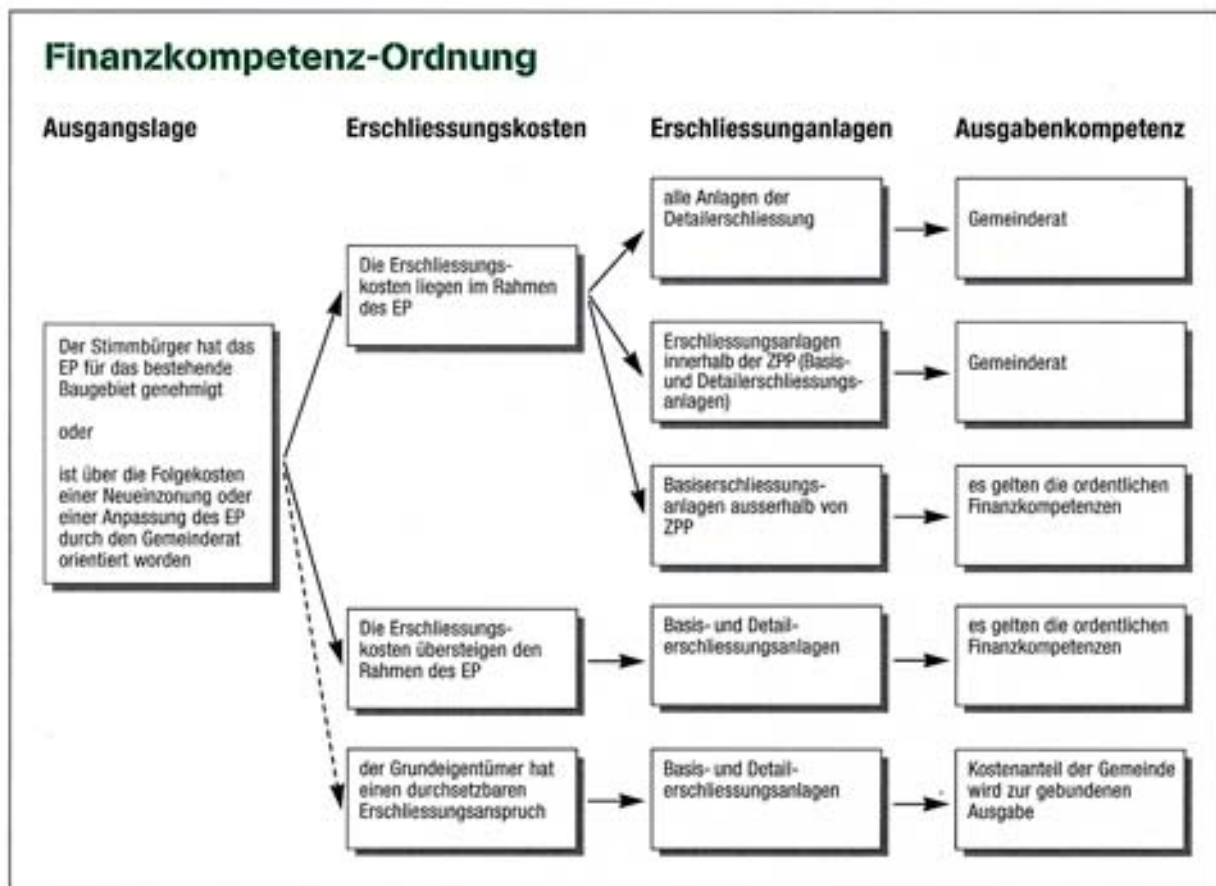 Finanzkompetenz-Ordnung
Ausgangslage
Erschliessungskosten
Erschliessunganlagen
Ausgabenkompetenz
Der Stimmbürger hat das
EP für das bestehende
Baugebiet genehmigt
oder
ist über die Folgekosten
einer Neueinzonung oder
einer Anpassung des EP
durch den Gemeinderat
orientiert worden
Die Erschliessungs-
kosten liegen im Rahmen
des EP
alle Anlagen der
Detailerschliessung
Gemeinderat
Erschliessungsanlagen
innerhalb der ZPP (Basis-
und Detailerschliessungs-
anlagen)
Gemeinderat
Basiserschliessungs-
anlagen ausserhalb von
ZPP
es gelten die ordentlichen
Finanzkompetenzen
Die Erschliessungs-
kosten übersteigen den
Rahmen des EP
Basis- und Detail-
erschliessungsanlagen
es gelten die ordentlichen
Finanzkompetenzen
der Grundeigentümer hat
einen durchsetzbaren
Erschliessungsanspruch
Basis- und Detail-
erschliessungsanlagen
Kostenanteil der Gemeinde
wird zur gebundenen
Ausgabe